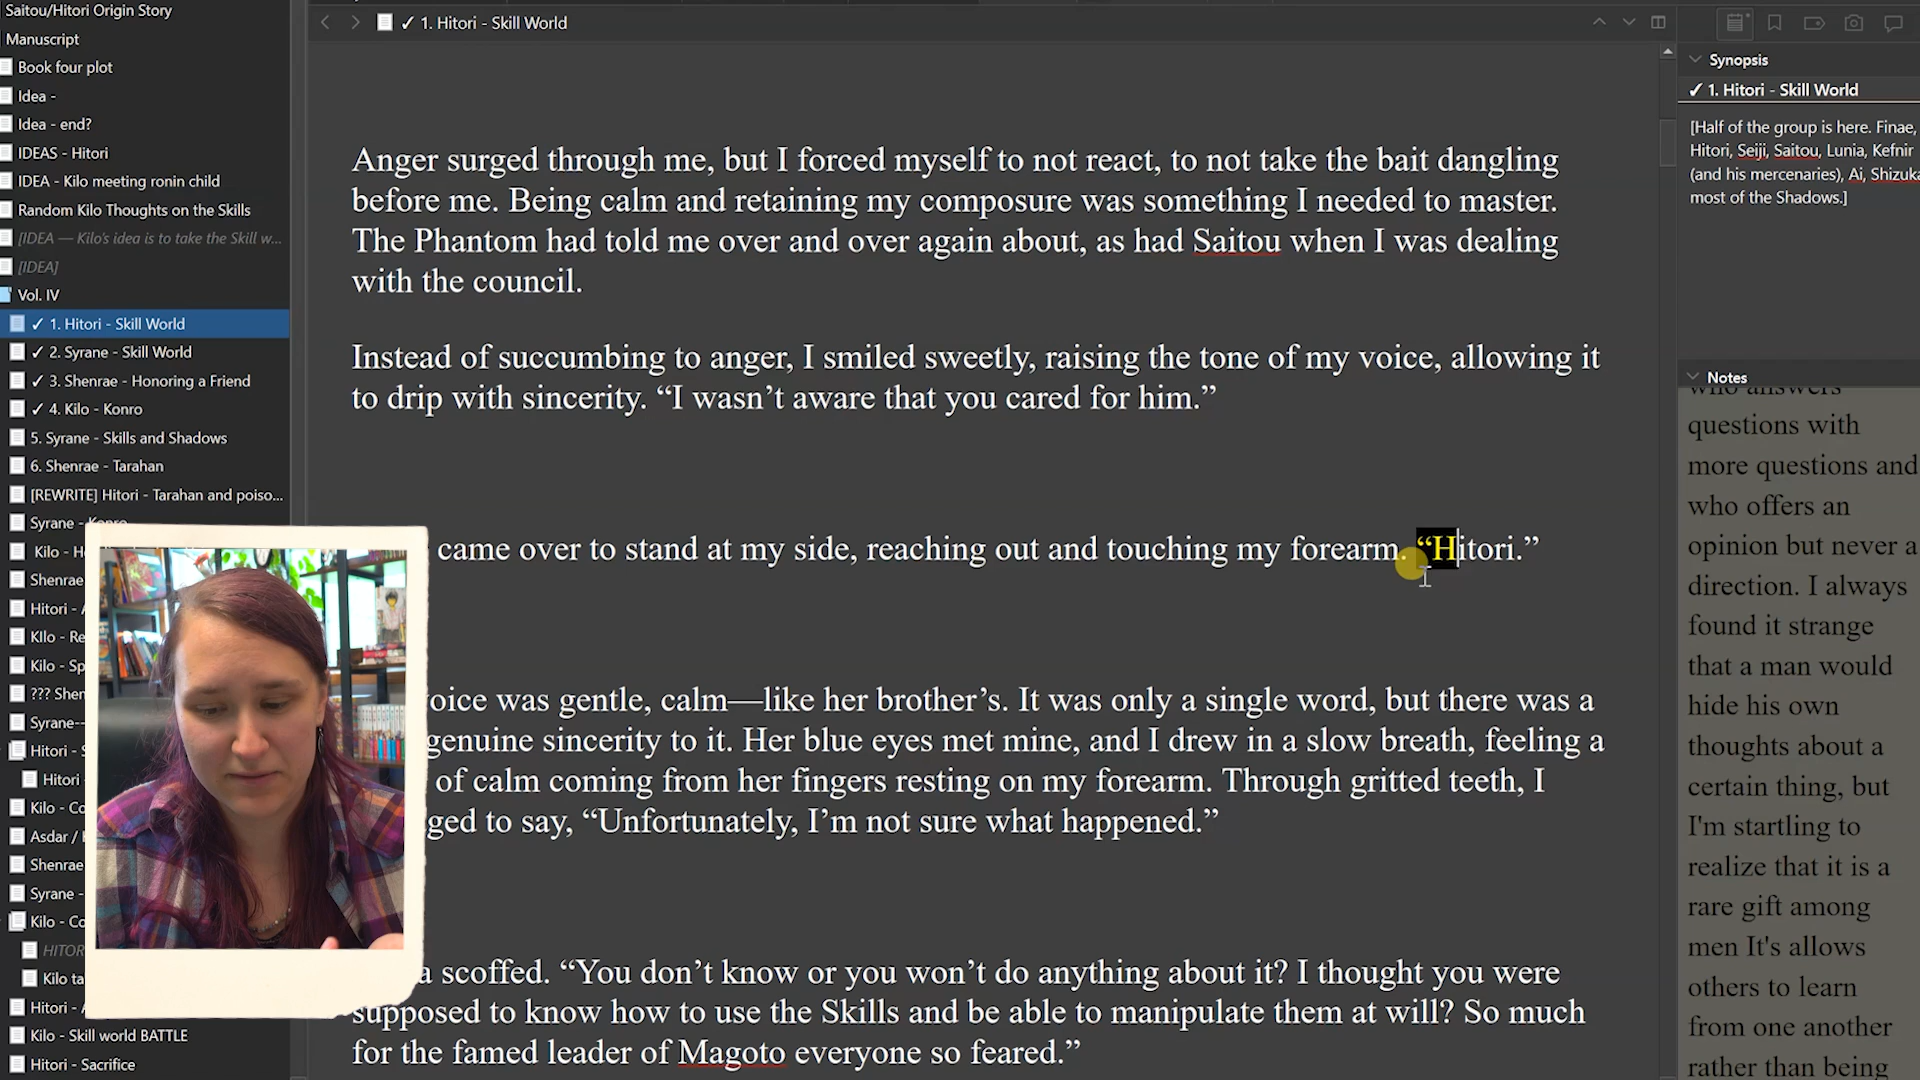 Saitou/Hitori Origin Story
Manuscript
Book four plot
Idea -
Idea - end?
IDEAS - Hitori
IDEA - Kilo meeting ronin child
Random Kilo Thoughts on the Skills
[IDEA — Kilo's idea is to take the Skill w...
[IDEA]
Vol. IV
✓ 1. Hitori - Skill World
✓ 2. Syrane - Skill World
✓ 3. Shenrae - Honoring a Friend
✓ 4. Kilo - Konro
5. Syrane - Skills and Shadows
6. Shenrae - Tarahan
[REWRITE] Hitori - Tarahan and poiso...
Syrane - Konro
Kilo - H
Shenrae
Hitori -
KIlo - Re
Kilo - Sp
??? Shen
Syrane--
Hitori - S
Hitori
Kilo - Co
Asdar /
Shenrae
Syrane -
Kilo - Co
HITOR
Kilo ta
Hitori -
Kilo - Skill world BATTLE
Hitori - Sacrifice
✓ 1. Hitori - Skill World
Anger surged through me, but I forced myself to not react, to not take the bait dangling
before me. Being calm and retaining my composure was something I needed to master.
The Phantom had told me over and over again about, as had Saitou when I was dealing
with the council.
Instead of succumbing to anger, I smiled sweetly, raising the tone of my voice, allowing it
to drip with sincerity. “I wasn’t aware that you cared for him.”
came over to stand at my side, reaching out and touching my forearm. “Hitori.”
voice was gentle, calm—like her brother’s. It was only a single word, but there was a
genuine sincerity to it. Her blue eyes met mine, and I drew in a slow breath, feeling a
of calm coming from her fingers resting on my forearm. Through gritted teeth, I
ged to say, “Unfortunately, I’m not sure what happened.”
a scoffed. “You don’t know or you won’t do anything about it? I thought you were
supposed to know how to use the Skills and be able to manipulate them at will? So much
for the famed leader of Magoto everyone so feared.”
Synopsis
✓ 1. Hitori - Skill World
[Half of the group is here. Finae,
Hitori, Seiji, Saitou, Lunia, Kefnir
(and his mercenaries), Ai, Shizuka
most of the Shadows.]
Notes
who answers
questions with
more questions and
who offers an
opinion but never a
direction. I always
found it strange
that a man would
hide his own
thoughts about a
certain thing, but
I'm startling to
realize that it is a
rare gift among
men It's allows
others to learn
from one another
rather than being